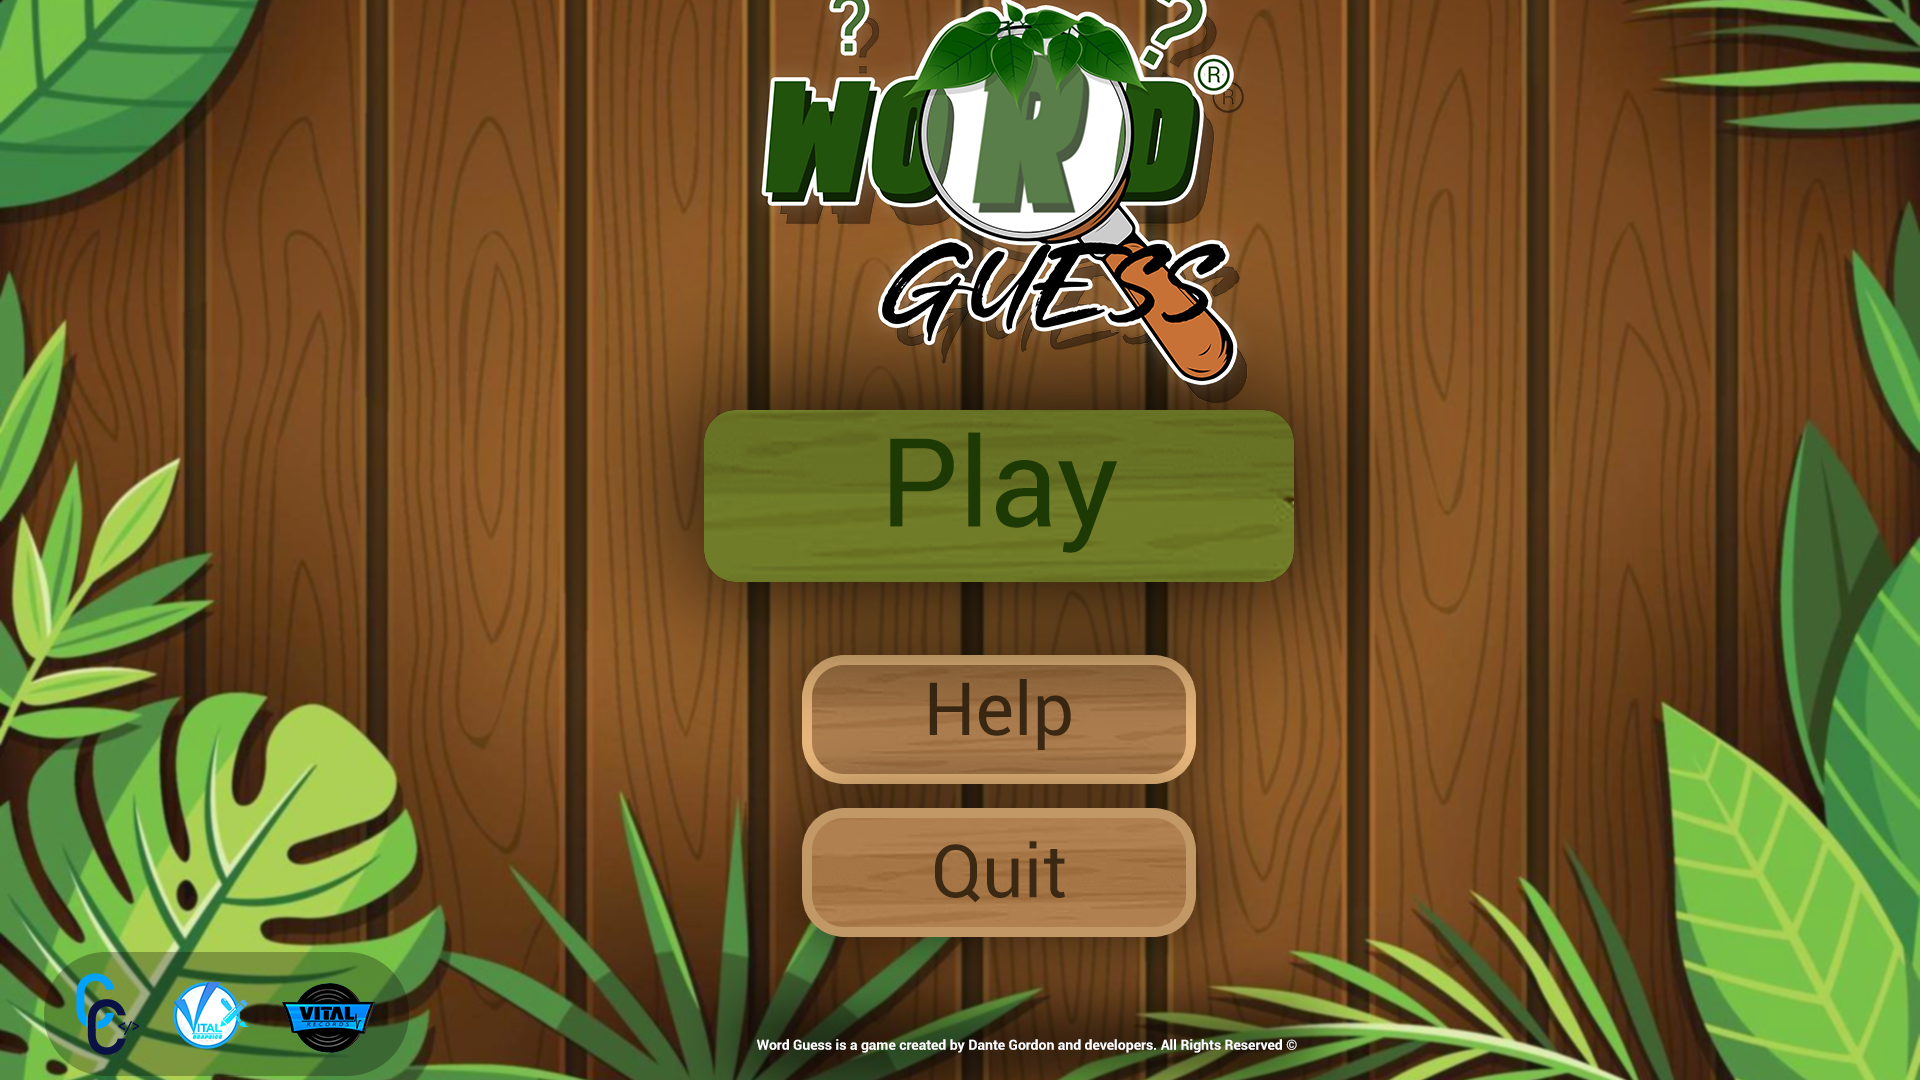 ? ?
WORD ®
GUESS
Play
Help
Quit
VITAL
GRAPHICS
VITAL
RECORDS
Word Guess is a game created by Dante Gordon and developers. All Rights Reserved ©